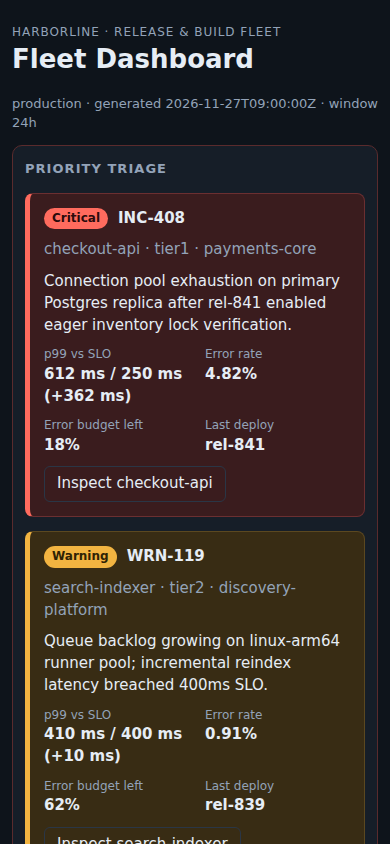 HARBORLINE · RELEASE & BUILD FLEET
Fleet Dashboard
production · generated 2026-11-27T09:00:00Z · window
24h
PRIORITY TRIAGE
Critical INC-408
checkout-api · tier1 · payments-core
Connection pool exhaustion on primary
Postgres replica after rel-841 enabled
eager inventory lock verification.
p99 vs SLO Error rate
612 ms / 250 ms 4.82%
(+362 ms)
Error budget left Last deploy
18% rel-841
Inspect checkout-api
Warning WRN-119
search-indexer · tier2 · discovery-
platform
Queue backlog growing on linux-arm64
runner pool; incremental reindex
latency breached 400ms SLO.
p99 vs SLO Error rate
410 ms / 400 ms 0.91%
(+10 ms)
Error budget left Last deploy
62% rel-839
Inspect search-indexer